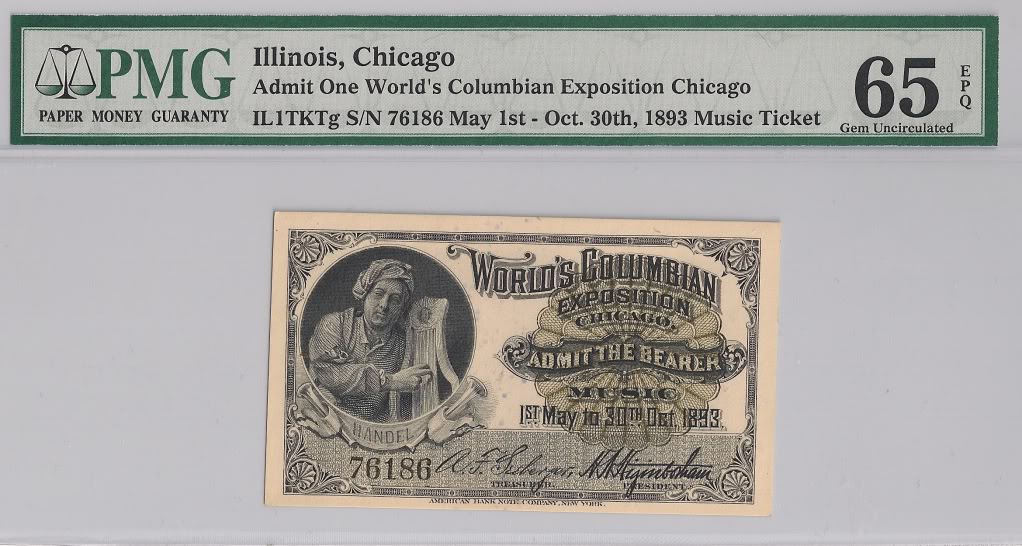 PMG
PAPER MONEY GUARANTY
Illinois, Chicago
Admit One World's Columbian Exposition Chicago
IL1TKTg S/N 76186 May 1st - Oct. 30th, 1893 Music Ticket
65 EPQ
Gem Uncirculated
WORLD'S COLUMBIAN
EXPOSITION
CHICAGO.
ADMIT THE BEARER
MUSIC
1ST May to 30TH Oct. 1893.
HANDEL
76186
TREASURER.
PRESIDENT.
AMERICAN BANK NOTE COMPANY, NEW YORK.